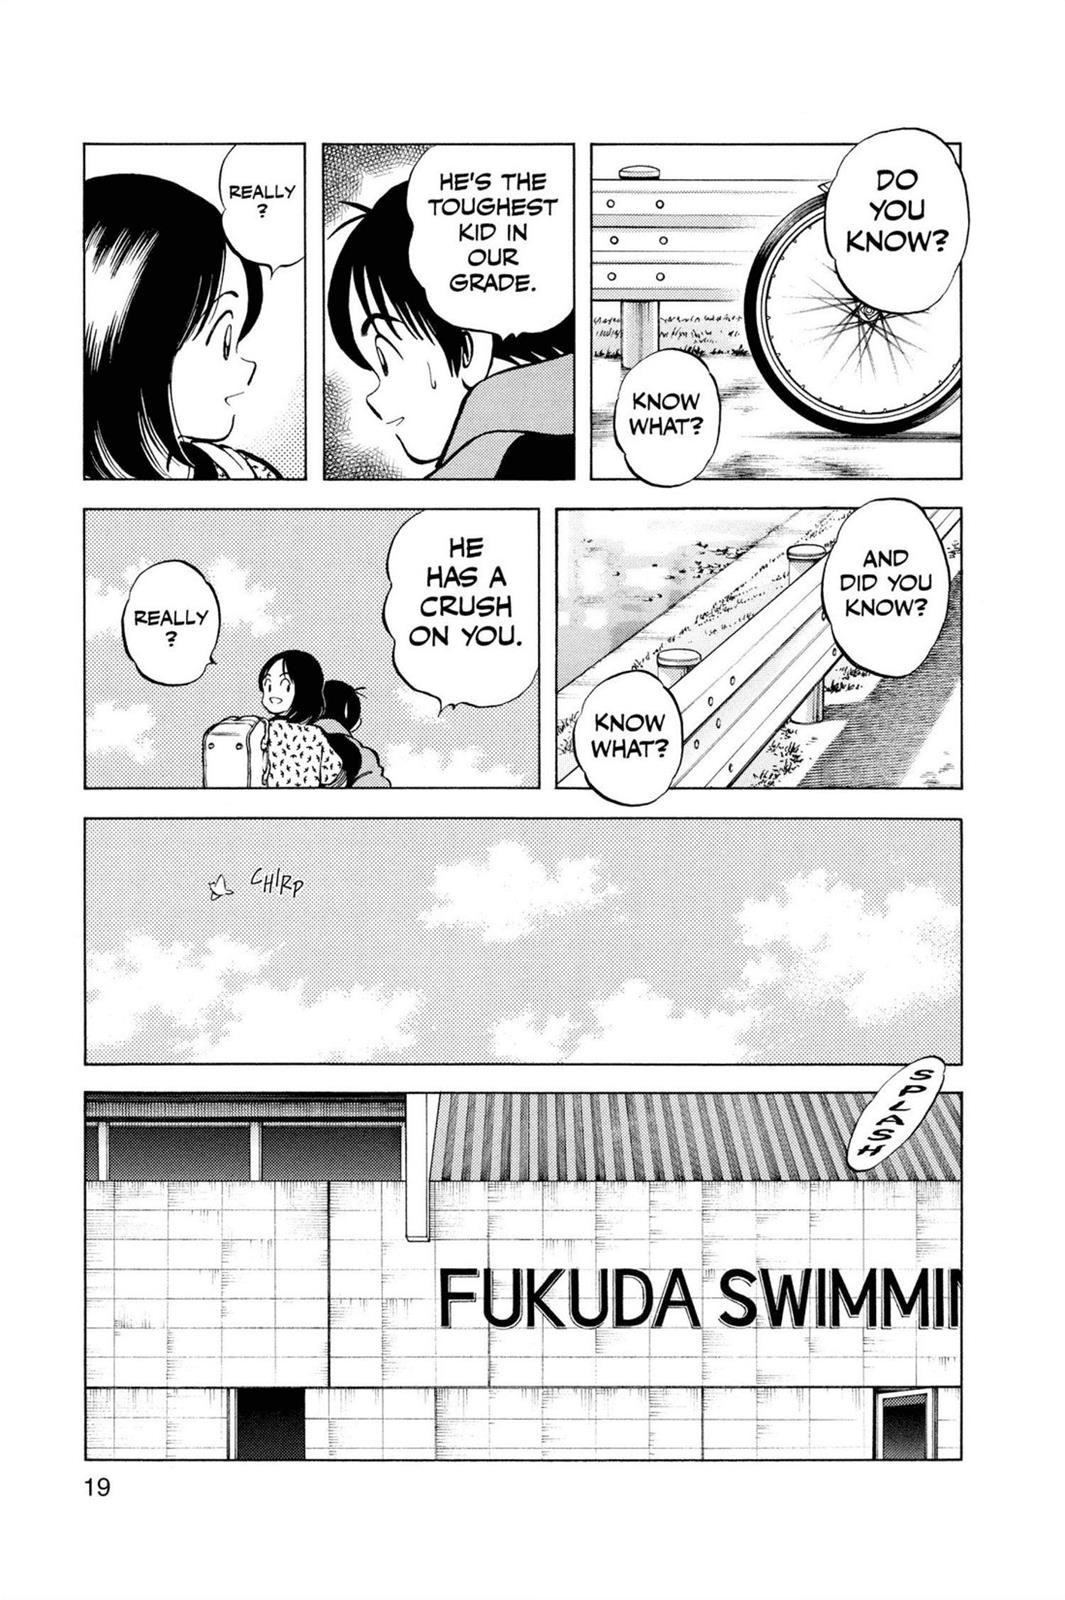 DO
YOU
KNOW?
KNOW
WHAT?
HE'S THE
TOUGHEST
KID IN
OUR
GRADE.
REALLY
?
AND
DID YOU
KNOW?
KNOW
WHAT?
HE
HAS A
CRUSH
ON YOU.
REALLY
?
CHIRP
SPLASH
FUKUDA SWIMMIN
19